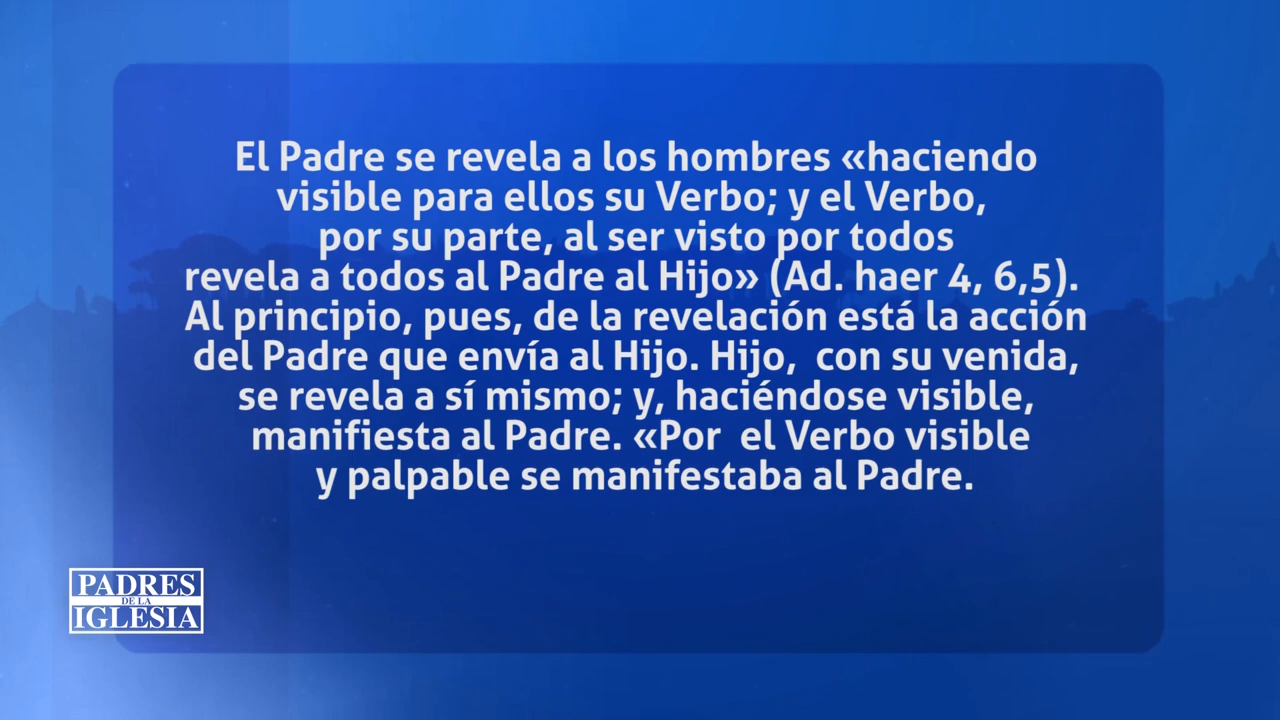 El Padre se revela a los hombres «haciendo
visible para ellos su Verbo; y el Verbo,
por su parte, al ser visto por todos
revela a todos al Padre al Hijo» (Ad. haer 4, 6,5).
Al principio, pues, de la revelación está la acción
del Padre que envía al Hijo. Hijo,  con su venida,
se revela a sí mismo; y, haciéndose visible,
manifiesta al Padre. «Por  el Verbo visible
y palpable se manifestaba al Padre.
PADRES
DE LA
IGLESIA